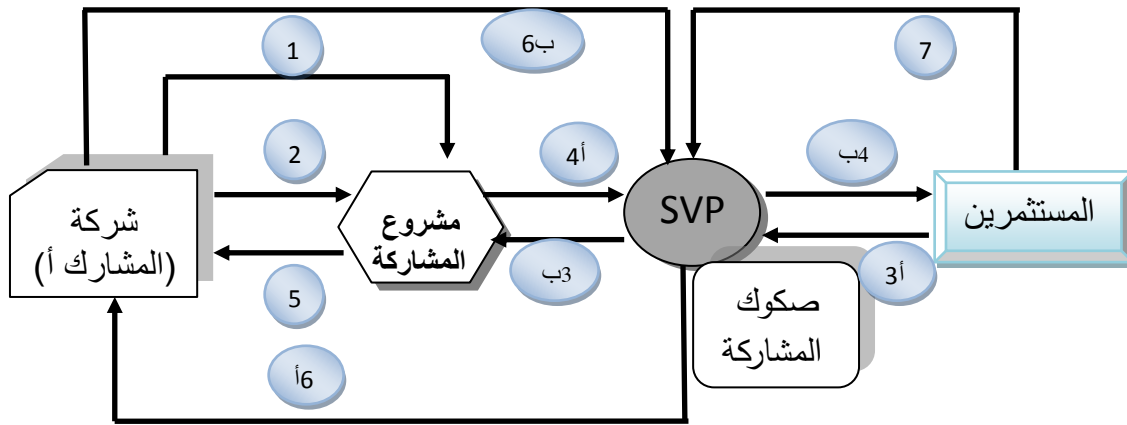 1
ب6
7
2
أ4
ب4
شركة
(المشارك أ)
مشروع
المشاركة
SVP
المستثمرين
5
ب3
أ3
صكوك
المشاركة
أ6